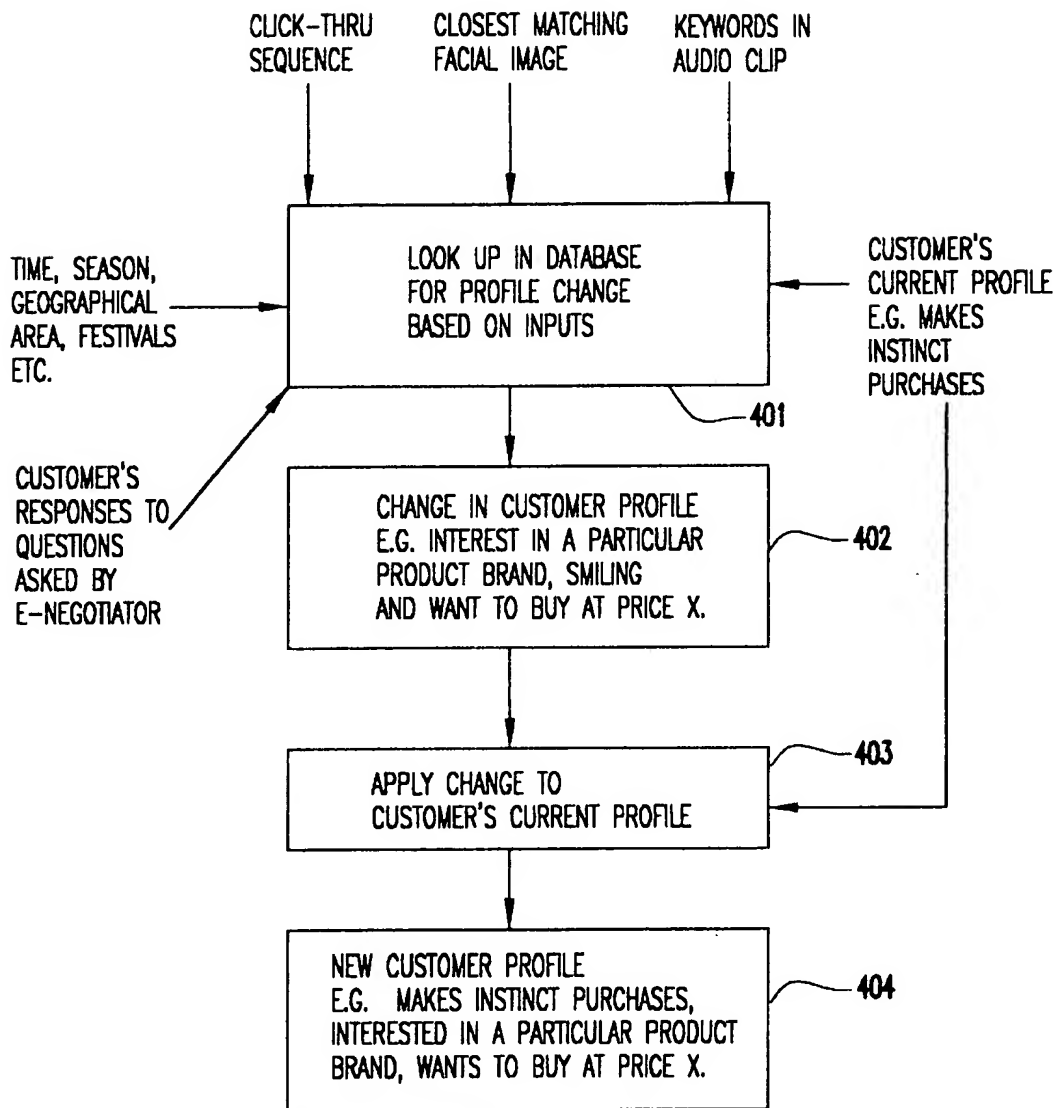 CLICK-THRU
SEQUENCE
CLOSEST MATCHING
FACIAL IMAGE
KEYWORDS IN
AUDIO CLIP
TIME, SEASON,
GEOGRAPHICAL
AREA, FESTIVALS
ETC.
LOOK UP IN DATABASE
FOR PROFILE CHANGE
BASED ON INPUTS
CUSTOMER'S
CURRENT PROFILE
E.G. MAKES
INSTINCT
PURCHASES
401
CUSTOMER'S
RESPONSES TO
QUESTIONS
ASKED BY
E-NEGOTIATOR
CHANGE IN CUSTOMER PROFILE
E.G. INTEREST IN A PARTICULAR
PRODUCT BRAND, SMILING
AND WANT TO BUY AT PRICE X.
402
APPLY CHANGE TO
CUSTOMER'S CURRENT PROFILE
403
NEW CUSTOMER PROFILE
E.G. MAKES INSTINCT PURCHASES,
INTERESTED IN A PARTICULAR PRODUCT
BRAND, WANTS TO BUY AT PRICE X.
404